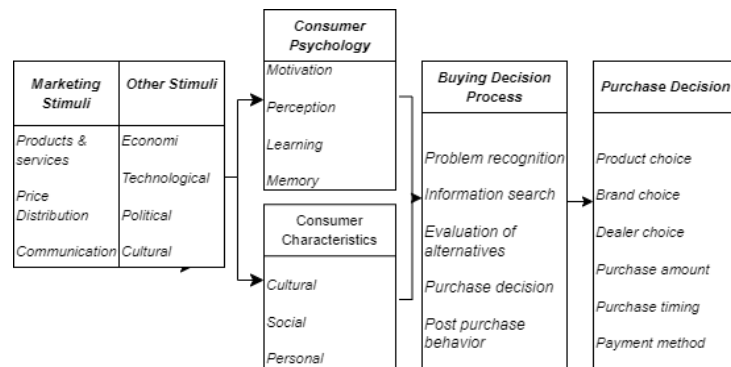 Consumer
Psychology
Motivation
Perception
Learning
Memory
Marketing
Stimuli
Products &
services
Price
Distribution
Communication
Other Stimuli
Economi
Technological
Political
Cultural
Consumer
Characteristics
Cultural
Social
Personal
Buying Decision
Process
Problem recognition
Information search
Evaluation of
alternatives
Purchase decision
Post purchase
behavior
Purchase Decision
Product choice
Brand choice
Dealer choice
Purchase amount
Purchase timing
Payment method